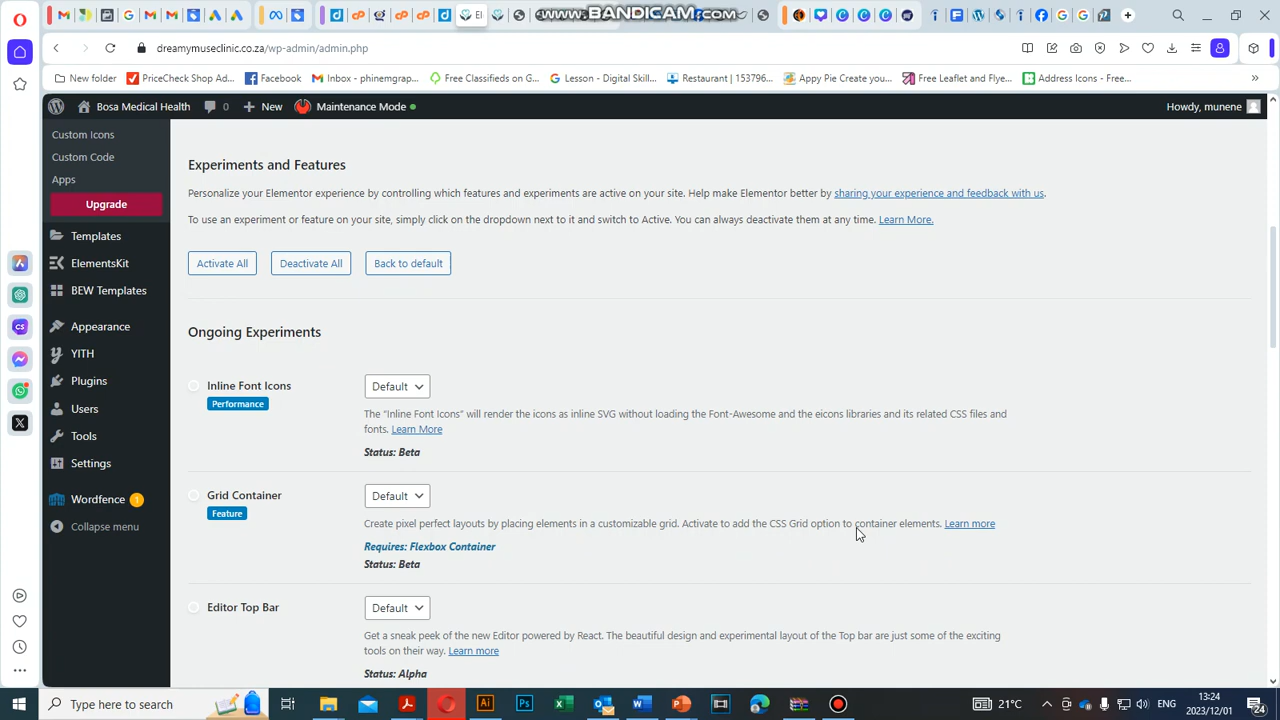 www.BANDICAM.com
El
dreamymuseclinic.co.za/wp-admin/admin.php
New folder
PriceCheck Shop Ad...
Facebook
Inbox - phinemgrap...
Free Classifieds on G...
Lesson - Digital Skill...
Restaurant | 153796...
Appy Pie Create you...
Free Leaflet and Flye...
Address Icons - Free...
Bosa Medical Health
0
New
Maintenance Mode
Howdy, munene
Custom Icons
Custom Code
Apps
Upgrade
Templates
ElementsKit
BEW Templates
Appearance
YITH
Plugins
Users
Tools
Settings
Wordfence 1
Collapse menu
Experiments and Features
Personalize your Elementor experience by controlling which features and experiments are active on your site. Help make Elementor better by sharing your experience and feedback with us.
To use an experiment or feature on your site, simply click on the dropdown next to it and switch to Active. You can always deactivate them at any time. Learn More.
Activate All
Deactivate All
Back to default
Ongoing Experiments
Inline Font Icons
Performance
Default
The "Inline Font Icons" will render the icons as inline SVG without loading the Font-Awesome and the eicons libraries and its related CSS files and
fonts. Learn More
Status: Beta
Grid Container
Feature
Default
Create pixel perfect layouts by placing elements in a customizable grid. Activate to add the CSS Grid option to container elements. Learn more
Requires: Flexbox Container
Status: Beta
Editor Top Bar
Default
Get a sneak peek of the new Editor powered by React. The beautiful design and experimental layout of the Top bar are just some of the exciting
tools on their way. Learn more
Status: Alpha
Type here to search
21°C
13:24
2023/12/01
24